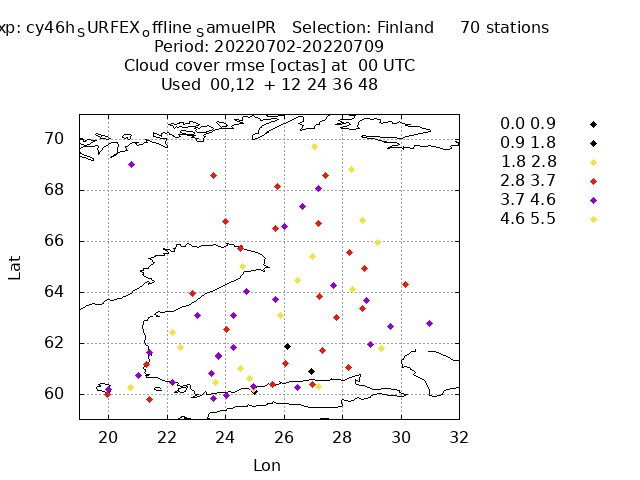 xp: cy46h_SURFEX_offline_SamuelPR   Selection: Finland     70 stations
Period: 20220702-20220709
Cloud cover rmse [octas] at  00 UTC
Used  00,12  + 12 24 36 48
0.0 0.9
0.9 1.8
1.8 2.8
2.8 3.7
3.7 4.6
4.6 5.5
70
68
66
64
62
60
Lat
20 22 24 26 28 30 32
Lon